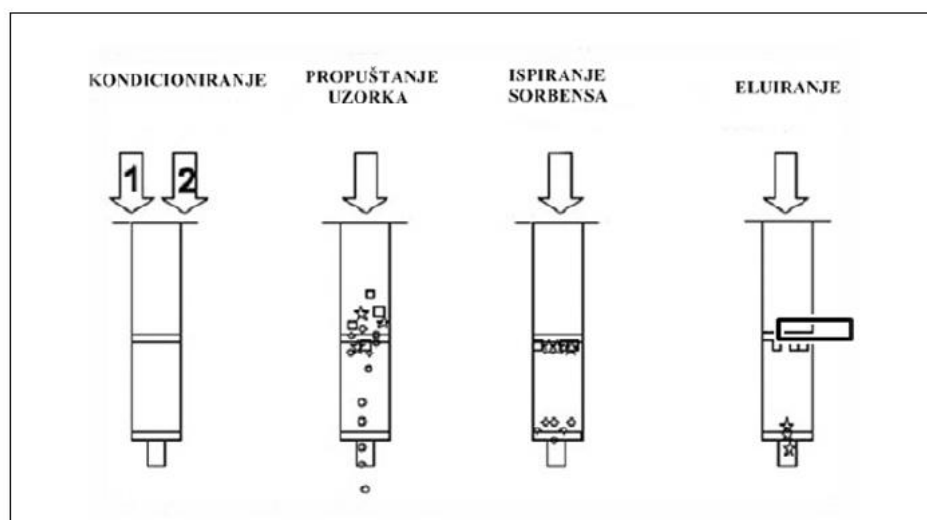 KONDICIONIRANJE
PROPUŠTANJE
UZORKA
ISPIRANJE
SORBENSA
ELUIRANJE
1
2